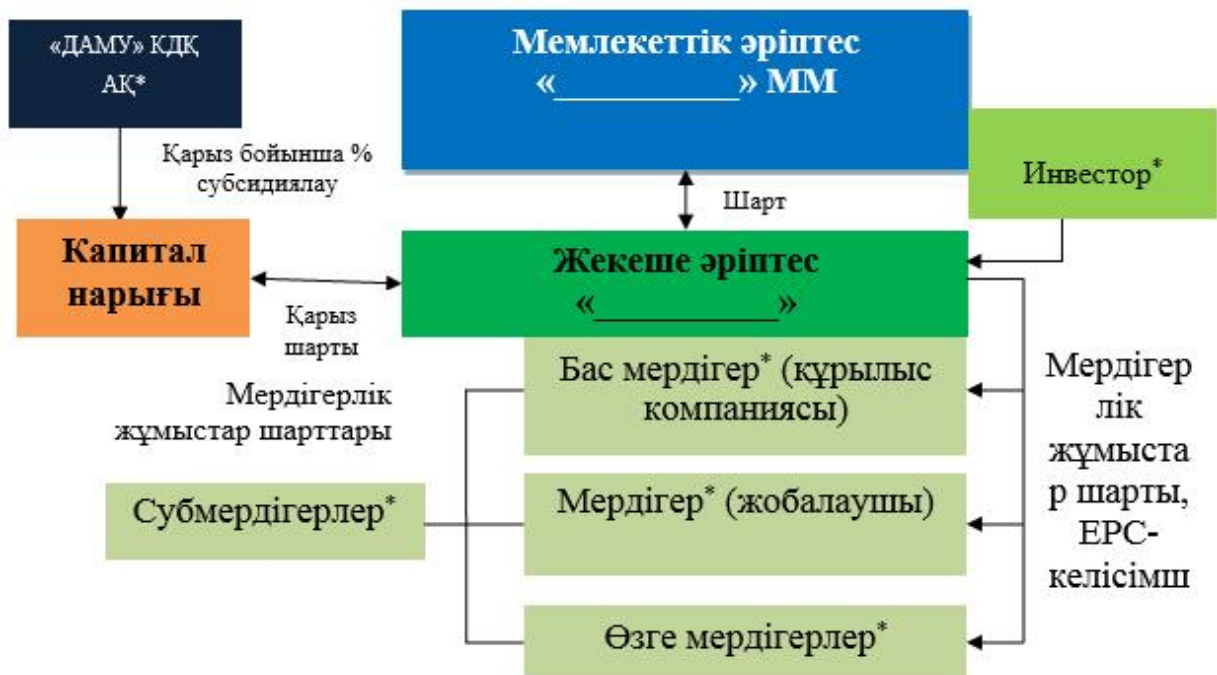 «ДАМУ» КДҚ
АҚ*
Мемлекеттік әріптес
«__________» ММ
Қарыз бойынша %
субсидиялау
Шарт
Инвестор*
Капитал
нарығы
Жекеше әріптес
«__________»
Қарыз
шарты
Мердігерлік
жұмыстар шарттары
Бас мердігер* (құрылыс
компаниясы)
Субмердігерлер*
Мердігер* (жобалаушы)
Өзге мердігерлер*
Мердігер
лік
жұмыста
р шарты,
EPC-
келісімш